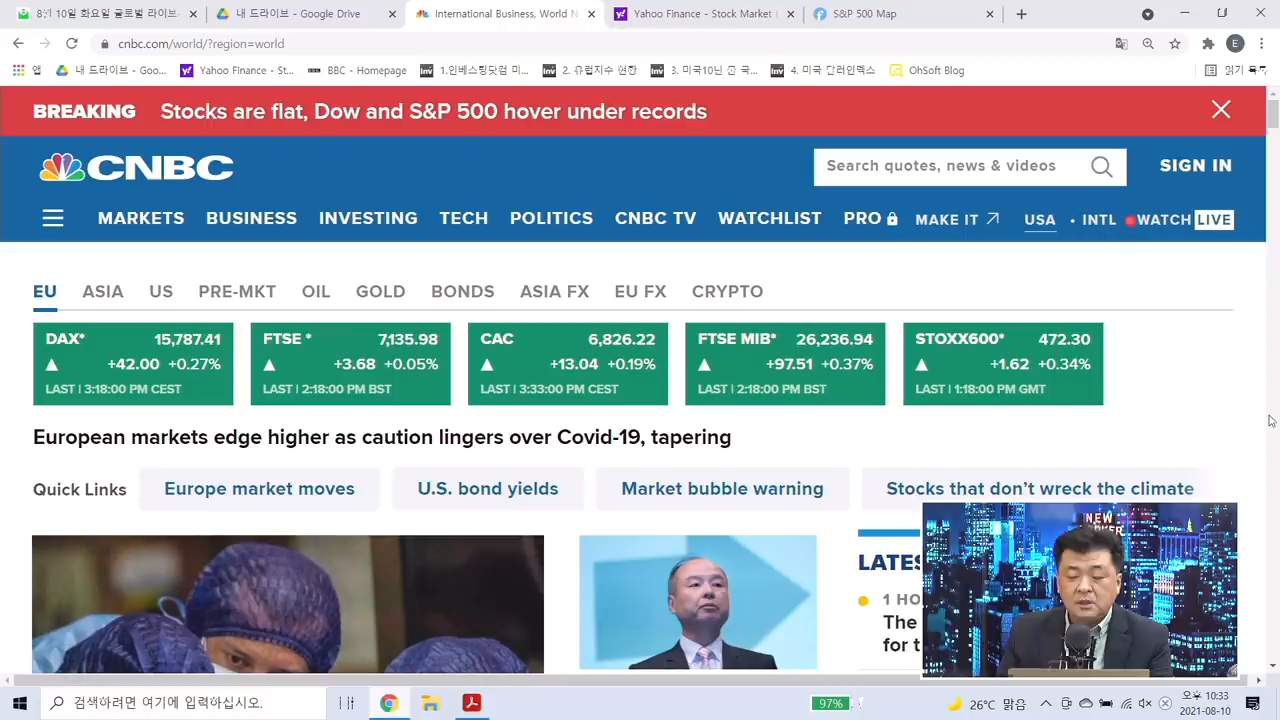 8월 10일 화요일 글로벌 라이브
내 드라이브 - Google Drive
International Business, World N
Yahoo Finance - Stock Market L
S&P 500 Map
cnbc.com/world/?region=world
앱
내 드라이브 - Goo...
Yahoo Finance - St...
BBC - Homepage
1.인베스팅닷컴 미...
2. 유럽지수 현황
3. 미국10년 준 국...
4. 미국 달러인덱스
OhSoft Blog
읽기 목록
BREAKING Stocks are flat, Dow and S&P 500 hover under records
CNBC
Search quotes, news & videos
SIGN IN
MARKETS BUSINESS INVESTING TECH POLITICS CNBC TV WATCHLIST PRO MAKE IT USA • INTL WATCH LIVE
EU ASIA US PRE-MKT OIL GOLD BONDS ASIA FX EU FX CRYPTO
DAX* 15,787.41
+42.00 +0.27%
LAST | 3:18:00 PM CEST
FTSE * 7,135.98
+3.68 +0.05%
LAST | 2:18:00 PM BST
CAC 6,826.22
+13.04 +0.19%
LAST | 3:33:00 PM CEST
FTSE MIB* 26,236.94
+97.51 +0.37%
LAST | 2:18:00 PM BST
STOXX600* 472.30
+1.62 +0.34%
LAST | 1:18:00 PM GMT
European markets edge higher as caution lingers over Covid-19, tapering
Quick Links
Europe market moves
U.S. bond yields
Market bubble warning
Stocks that don't wreck the climate
LATES
1 HO
The
for t
NEW
검색하려면 여기에 입력하십시오.
97%
26°C 맑음
오후 10:33
2021-08-10